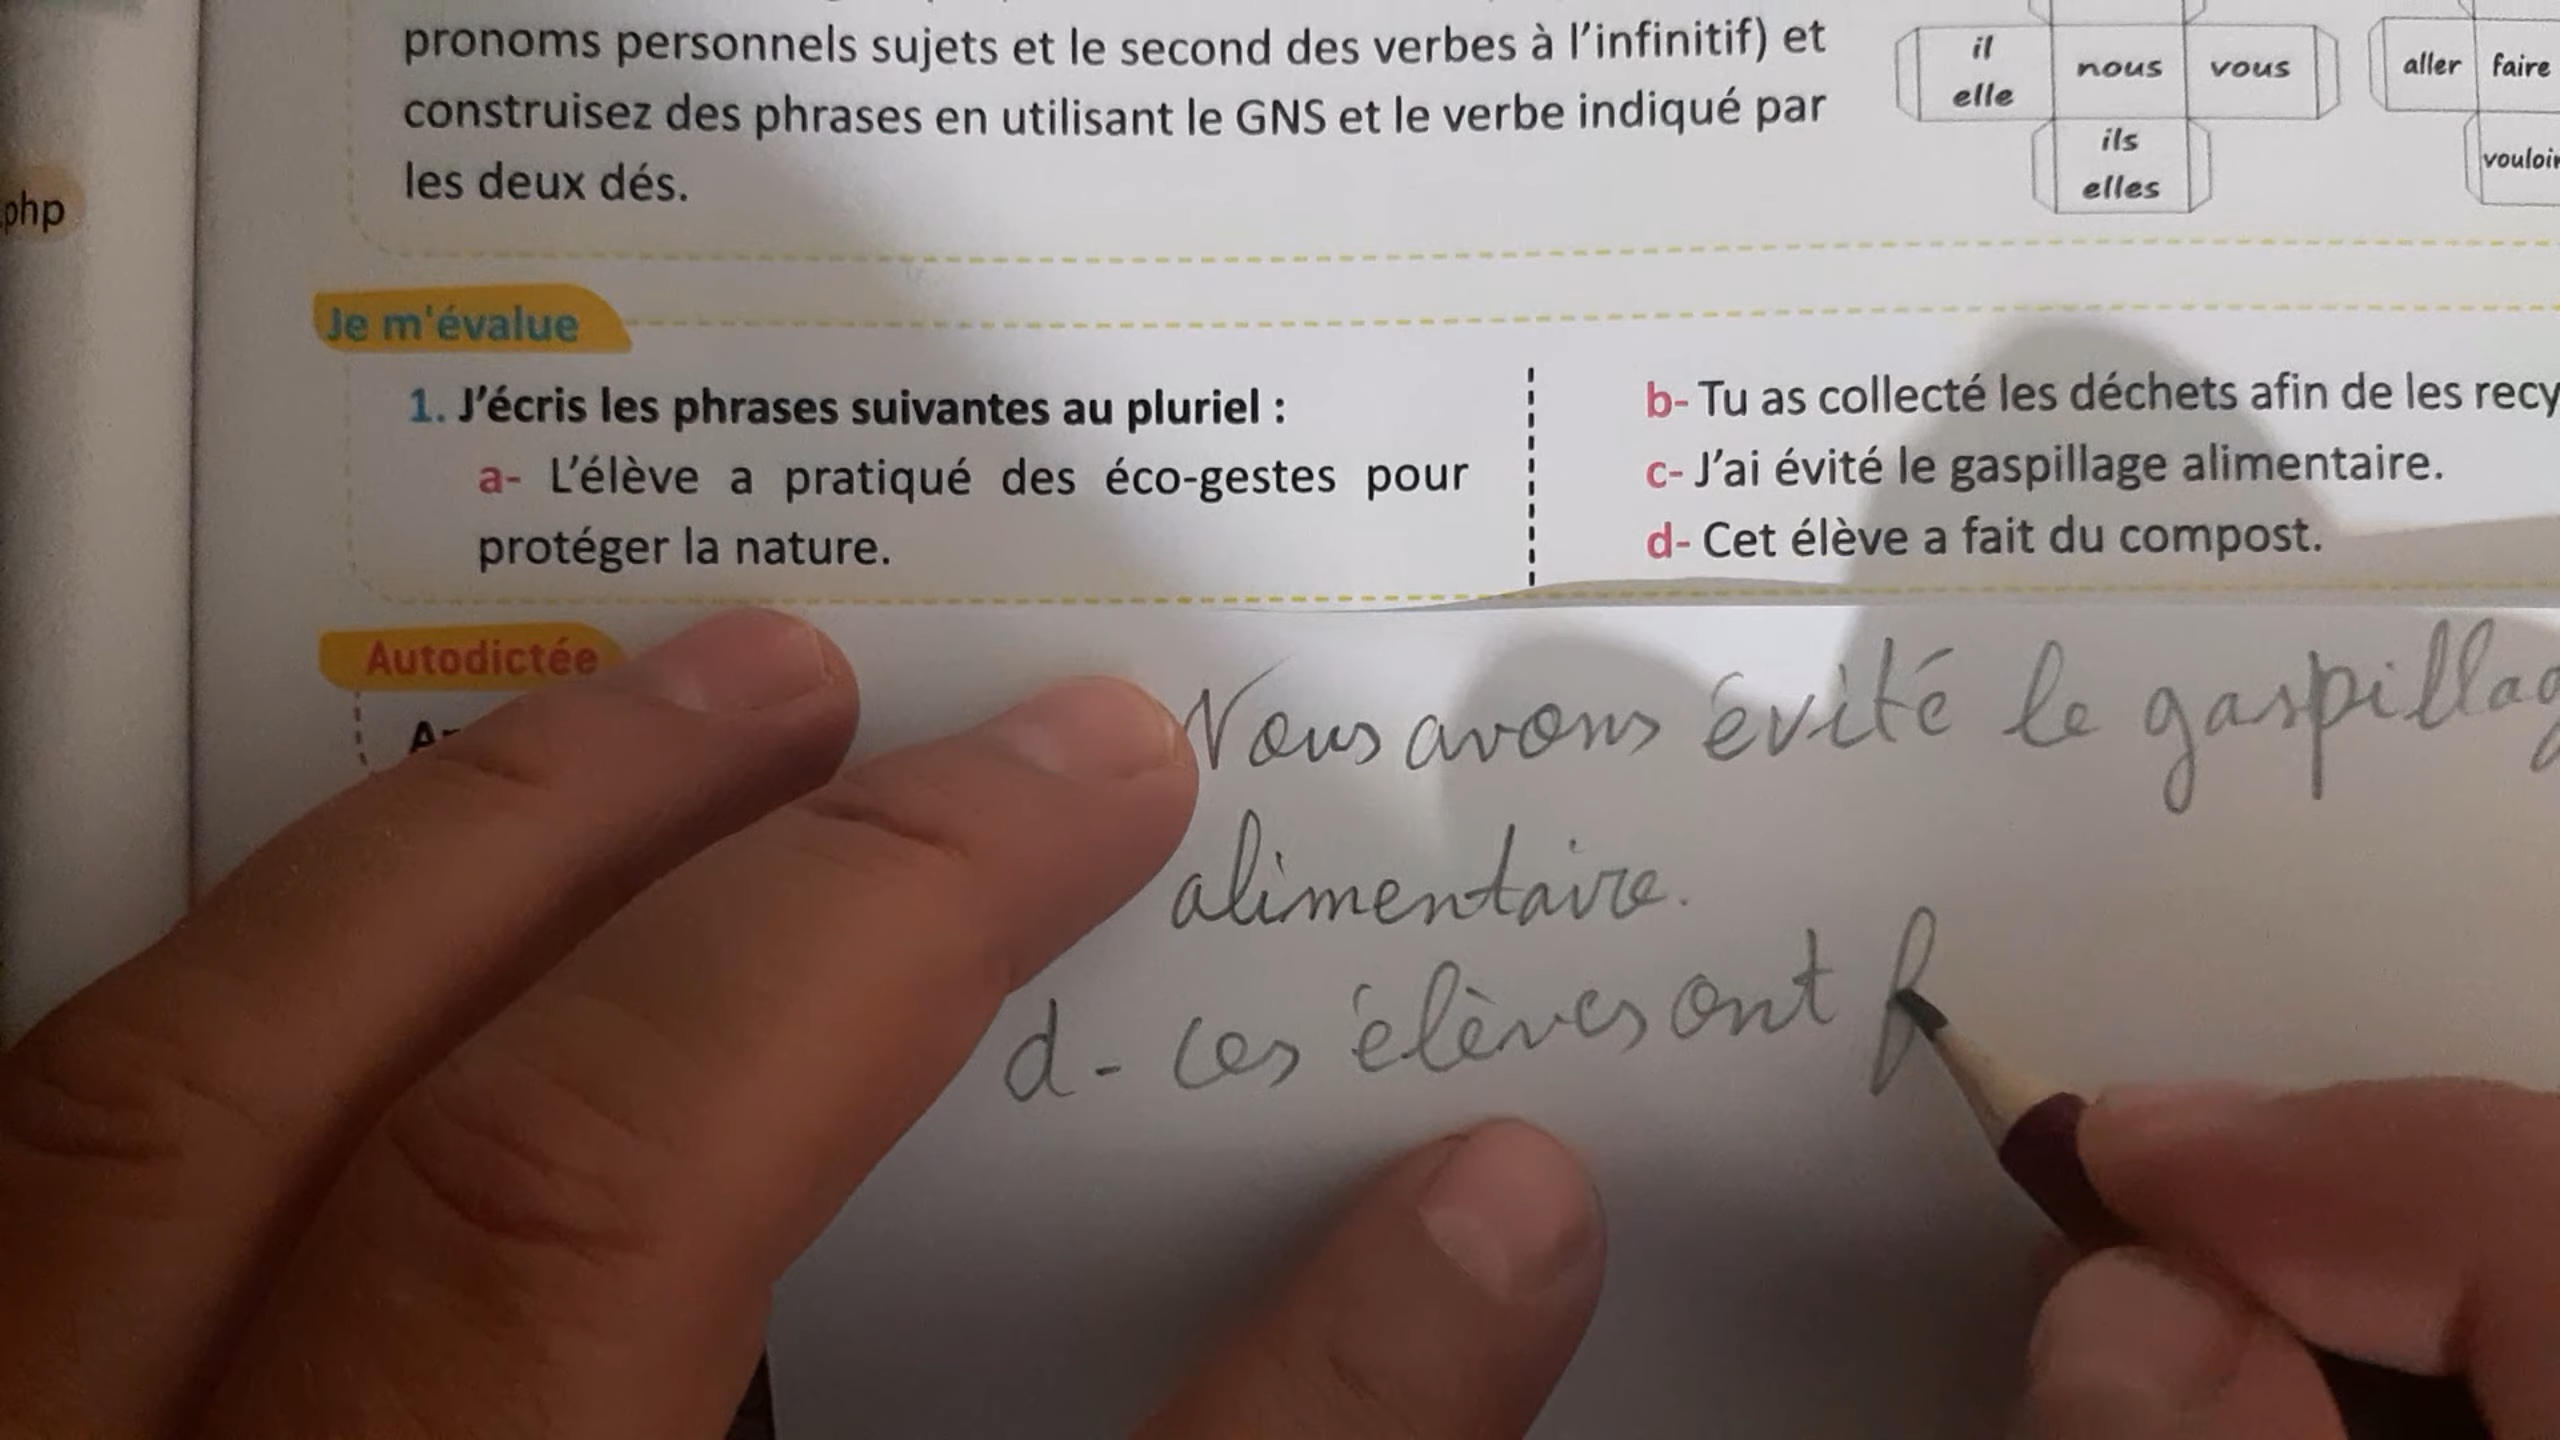 pronoms personnels sujets et le second des verbes à l'infinitif) et
construisez des phrases en utilisant le GNS et le verbe indiqué par
les deux dés.
il
elle
nous
vous
ils
elles
aller
faire
vouloir
php
Je m'évalue
1. J'écris les phrases suivantes au pluriel :
a- L'élève a pratiqué des éco-gestes pour
protéger la nature.
b- Tu as collecté les déchets afin de les recy
c- J'ai évité le gaspillage alimentaire.
d- Cet élève a fait du compost.
Autodictée
Nous avons évité le gaspillag
alimentaire.
d- Ces élèves ont f